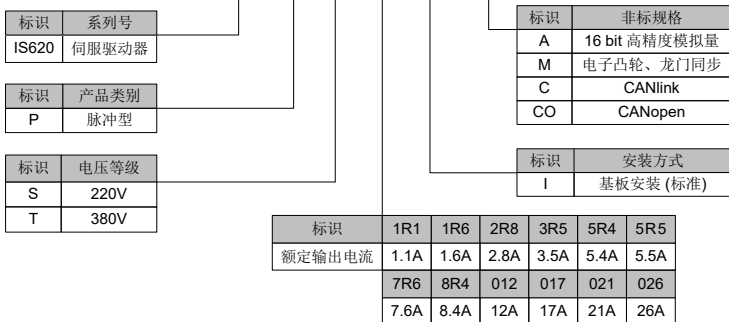 标识 系列号
IS620 伺服驱动器
标识 产品类别
P 脉冲型
标识 电压等级
S 220V
T 380V
标识 非标规格
A 16 bit 高精度模拟量
M 电子凸轮、龙门同步
C CANlink
CO CANopen
标识 安装方式
I 基板安装 (标准)
标识 1R1 1R6 2R8 3R5 5R4 5R5
额定输出电流 1.1A 1.6A 2.8A 3.5A 5.4A 5.5A
7R6 8R4 012 017 021 026
7.6A 8.4A 12A 17A 21A 26A